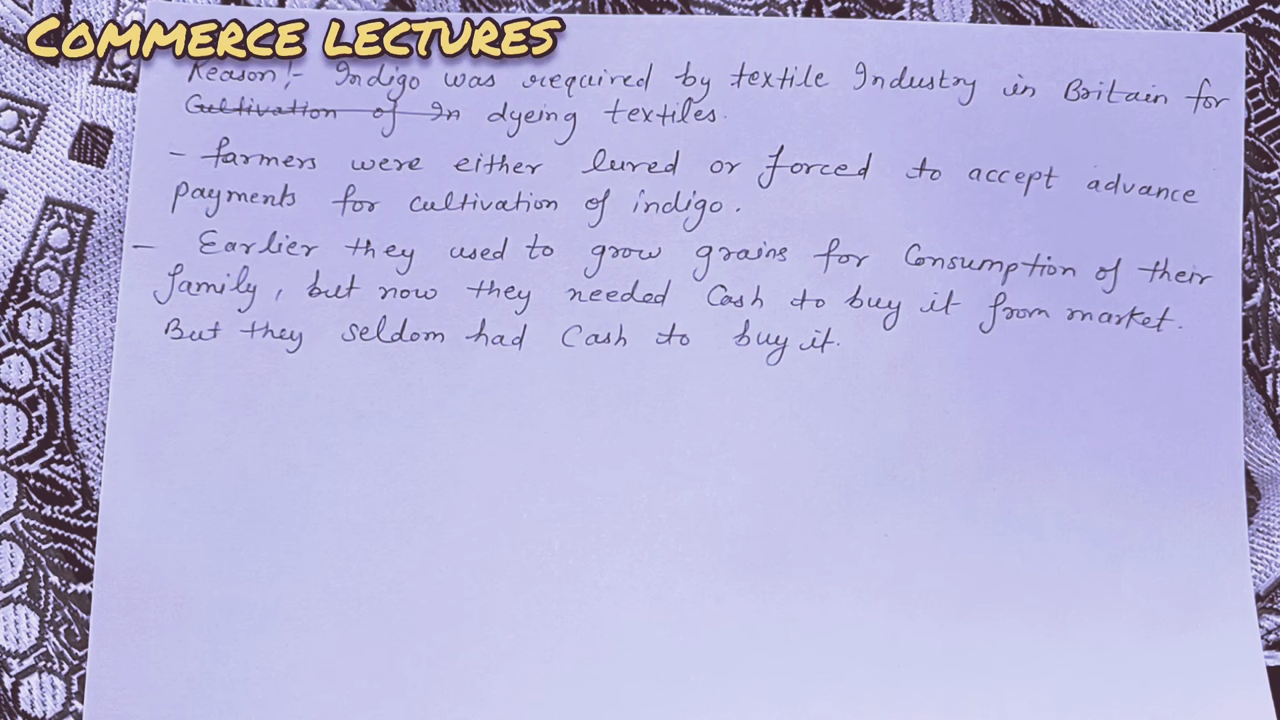 COMMERCE LECTURES
Reason:- Indigo was required by textile Industry in Britain for
Cultivation of In dyeing textiles.
- farmers were either lured or forced to accept advance
payments for cultivation of indigo.
- Earlier they used to grow grains for Consumption of their
family, but now they needed Cash to buy it from market.
But they seldom had Cash to buy it.